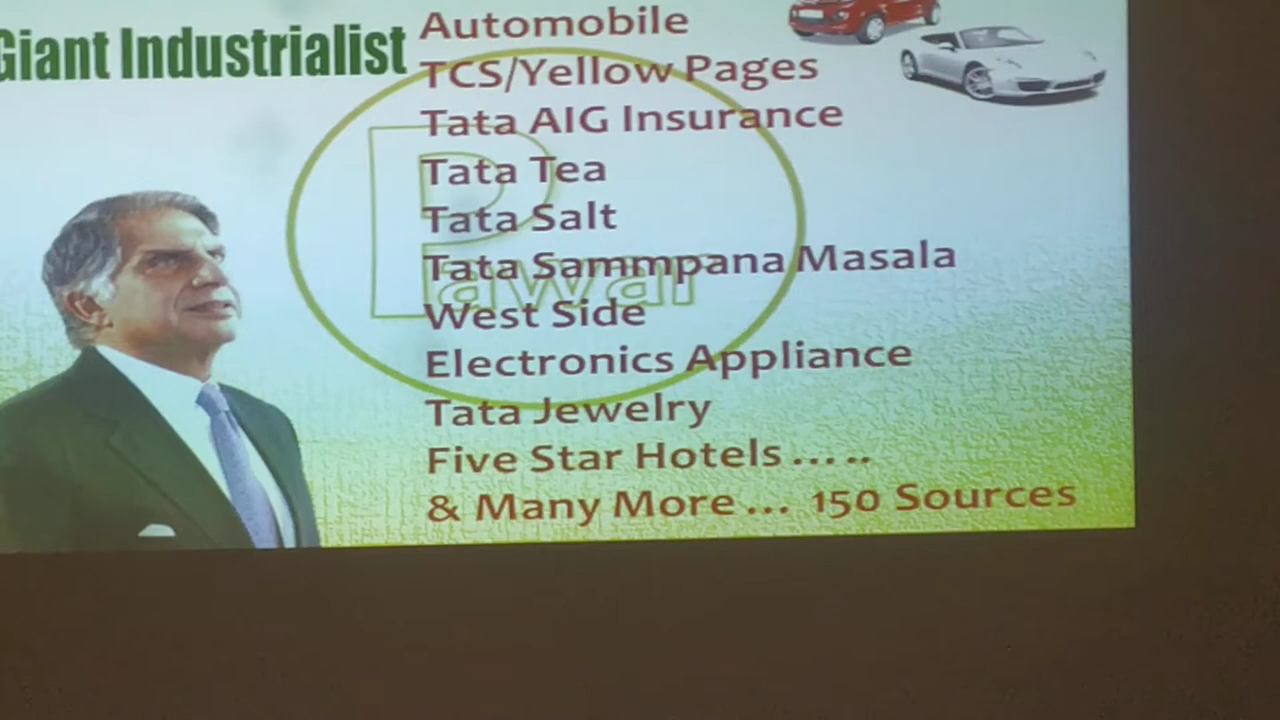 Giant Industrialist
Automobile
TCS/Yellow Pages
Tata AIG Insurance
Tata Tea
Tata Salt
Tata Sammpana Masala
West Side
Electronics Appliance
Tata Jewelry
Five Star Hotels .... ..
& Many More ... 150 Sources
Pawar